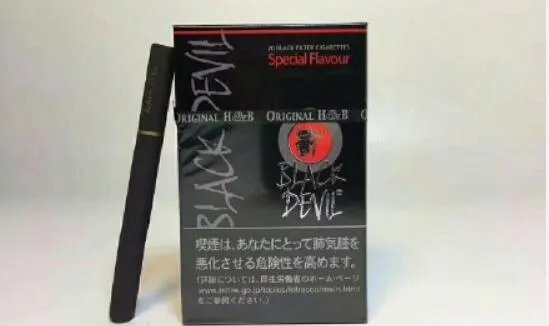 20 BLACK FILTER CIGARETTES
Special Flavour
BLACK DEVIL
ORIGINAL H&B ORIGINAL H&B
BLACK
DEVIL
喫煙は、あなたにとって肺気腫を
悪化させる危険性を高めます。
(詳細については、厚生労働省のホームページ
www.mhlw.go.jp/topics/tobacco/main.html
をご参照ください。)